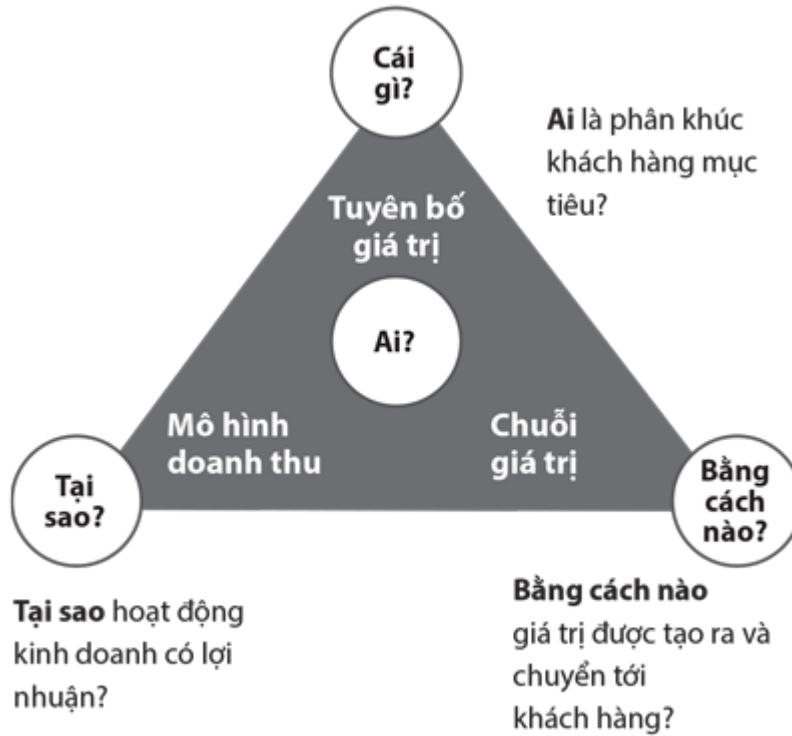 Cái
gì?
Ai là phân khúc
khách hàng mục
tiêu?
Tuyên bố
giá trị
Ai?
Mô hình
doanh thu
Chuỗi
giá trị
Tại
sao?
Bằng
cách
nào?
Tại sao hoạt động
kinh doanh có lợi
nhuận?
Bằng cách nào
giá trị được tạo ra và
chuyển tới
khách hàng?